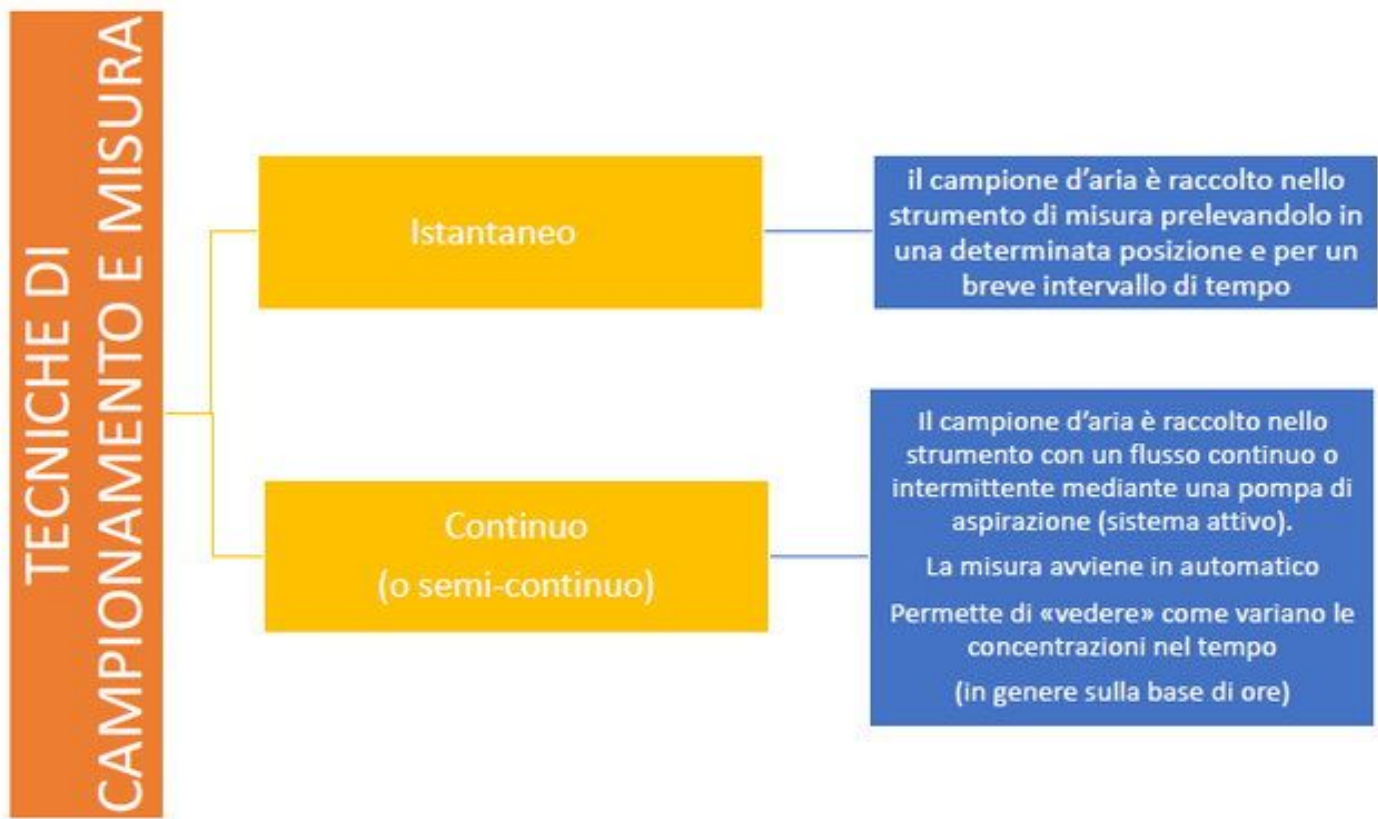 TECNICHE DI
CAMPIONAMENTO E MISURA
Istantaneo
il campione d’aria è raccolto nello
strumento di misura prelevandolo in
una determinata posizione e per un
breve intervallo di tempo
Continuo
(o semi-continuo)
Il campione d’aria è raccolto nello
strumento con un flusso continuo o
intermittente mediante una pompa di
aspirazione (sistema attivo).
La misura avviene in automatico
Permette di «vedere» come variano le
concentrazioni nel tempo
(in genere sulla base di ore)